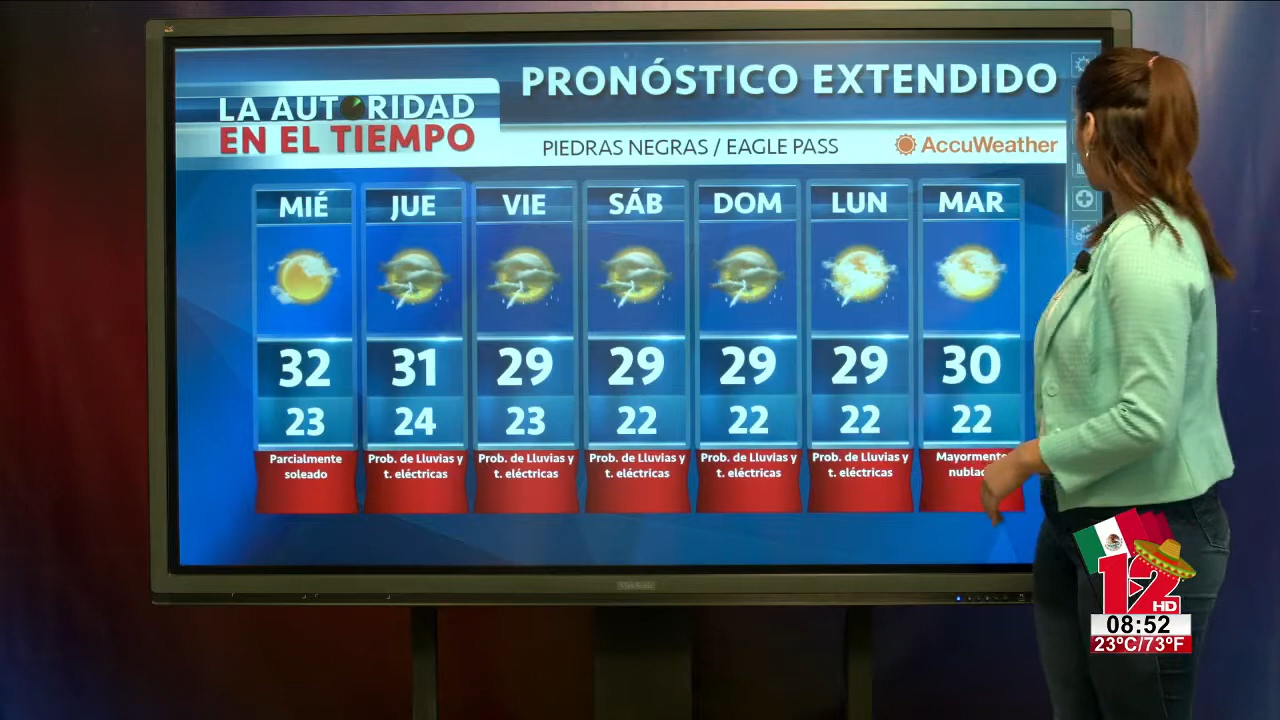 PRONÓSTICO EXTENDIDO
LA AUTORIDAD
EN EL TIEMPO
PIEDRAS NEGRAS / EAGLE PASS
AccuWeather
MIÉ JUE VIE SÁB DOM LUN MAR
32 31 29 29 29 29 30
23 24 23 22 22 22 22
Parcialmente Prob. de Lluvias y Prob. de Lluvias y Prob. de Lluvias y Prob. de Lluvias y Prob. de Lluvias y Mayormente
soleado t. eléctricas t. eléctricas t. eléctricas t. eléctricas t. eléctricas
ViewSonic
12
HD
08:52
23ºC/73ºF